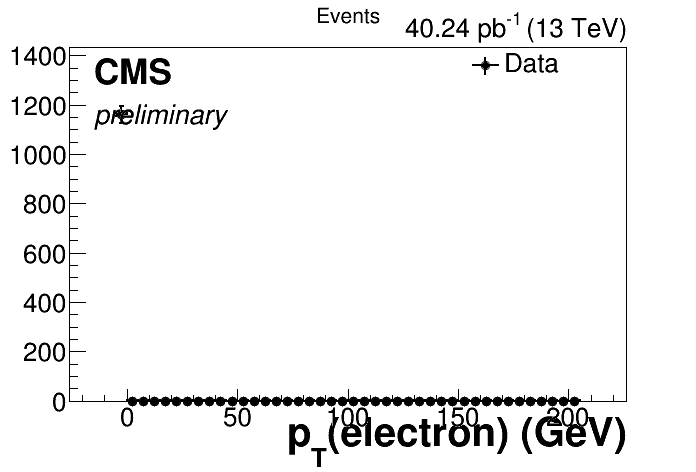 Events
40.24 pb-1 (13 TeV)
CMS
preliminary
Data
1400
1200
1000
800
600
400
200
0
0 50 100 150 200
pT(electron) (GeV)